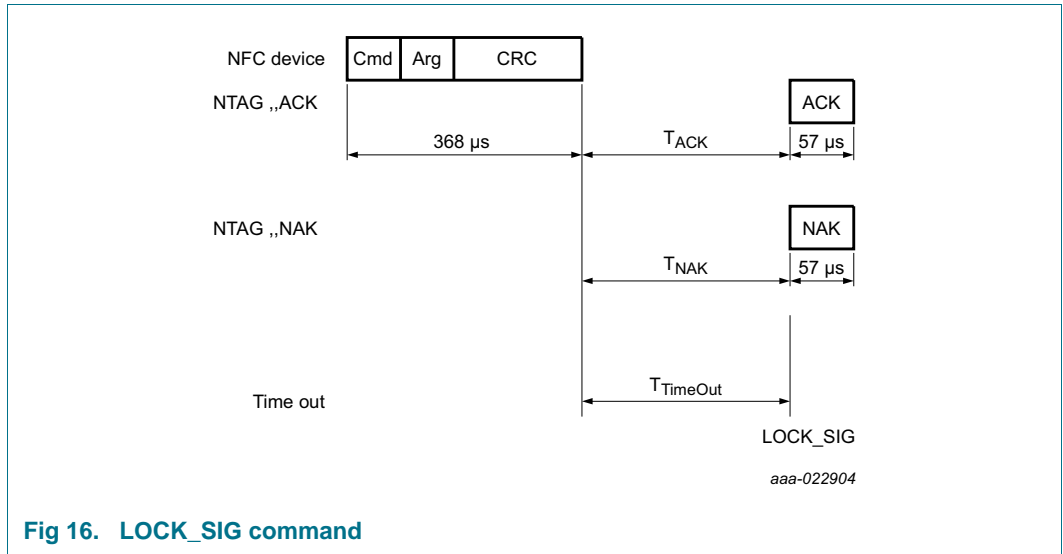 NFC device Cmd Arg CRC
NTAG ,,ACK ACK
368 µs TACK 57 µs
NTAG ,,NAK NAK
TNAK 57 µs
Time out TTimeOut
LOCK_SIG
aaa-022904
Fig 16. LOCK_SIG command